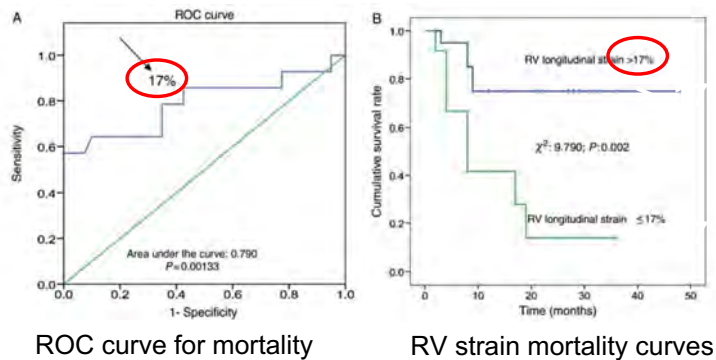 A
ROC curve
17%
1.0
0.8
0.6
0.4
0.2
0.0
Sensitivity
Area under the curve: 0.790
P=0.00133
0.0 0.2 0.4 0.6 0.8 1.0
1- Specificity
ROC curve for mortality
B
RV longitudinal strain >17%
1.0
0.8
0.6
0.4
0.2
0.0
Cumulative survival rate
χ²: 9.790; P:0.002
RV longitudinal strain ≤17%
0 10 20 30 40 50
Time (months)
RV strain mortality curves